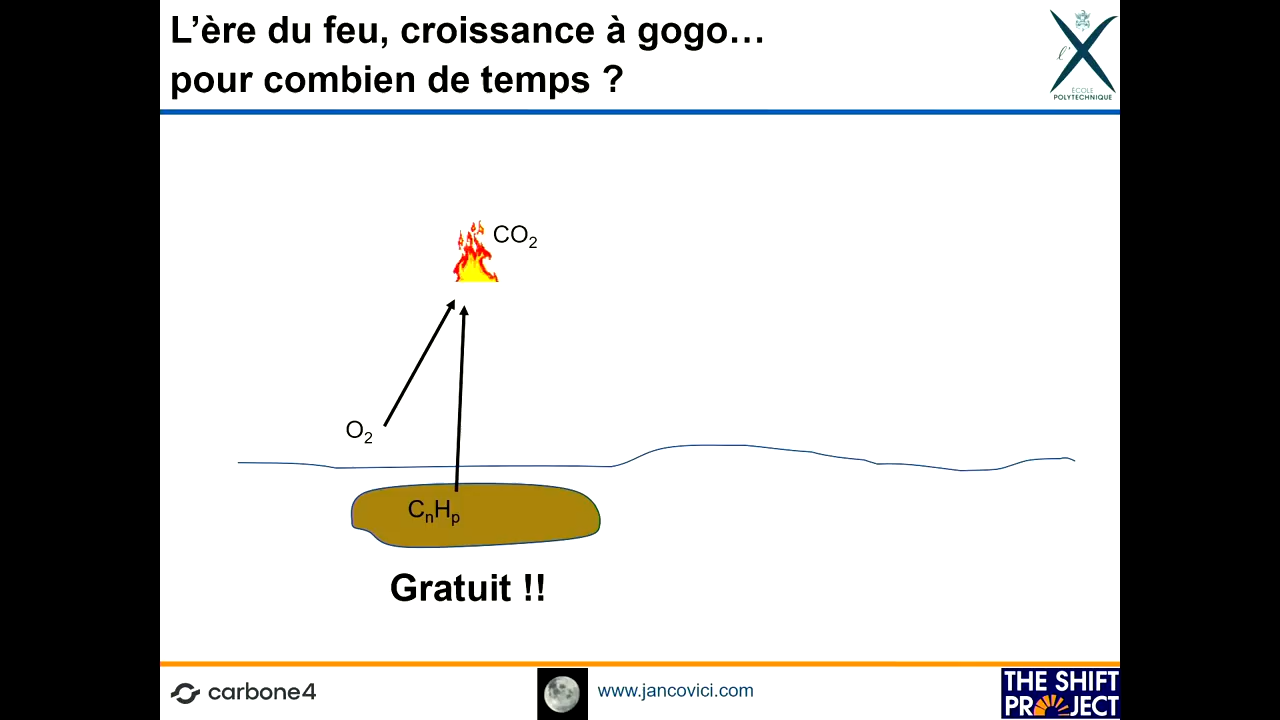 L’ère du feu, croissance à gogo…
pour combien de temps ?
l'X
ÉCOLE
POLYTECHNIQUE
CO₂
O₂
CₙHₚ
Gratuit !!
carbone4
www.jancovici.com
THE SHIFT
PROJECT